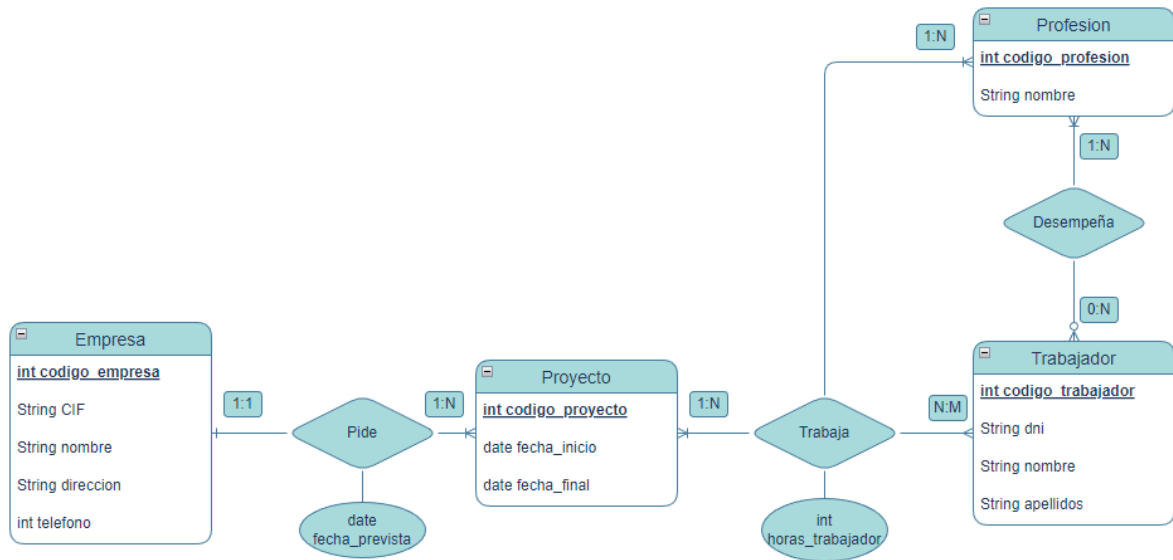 Profesion
int codigo_profesion
String nombre
1:N
1:N
Desempeña
0:N
Trabajador
int codigo_trabajador
String dni
String nombre
String apellidos
Empresa
int codigo_empresa
String CIF
String nombre
String direccion
int telefono
1:1
Pide
date
fecha_prevista
1:N
Proyecto
int codigo_proyecto
date fecha_inicio
date fecha_final
1:N
Trabaja
int
horas_trabajador
N:M